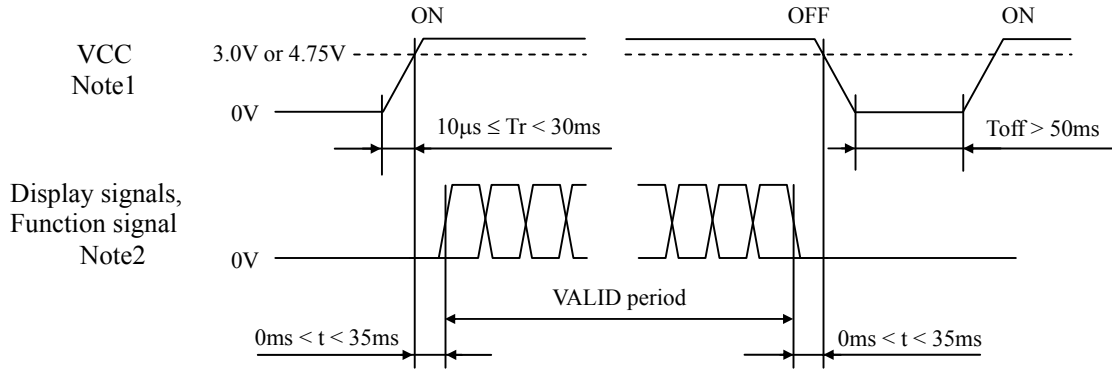 ON
OFF
ON
VCC
Note1
3.0V or 4.75V
0V
10µs ≤ Tr < 30ms
Toff > 50ms
Display signals,
Function signal
Note2
0V
VALID period
0ms < t < 35ms
0ms < t < 35ms